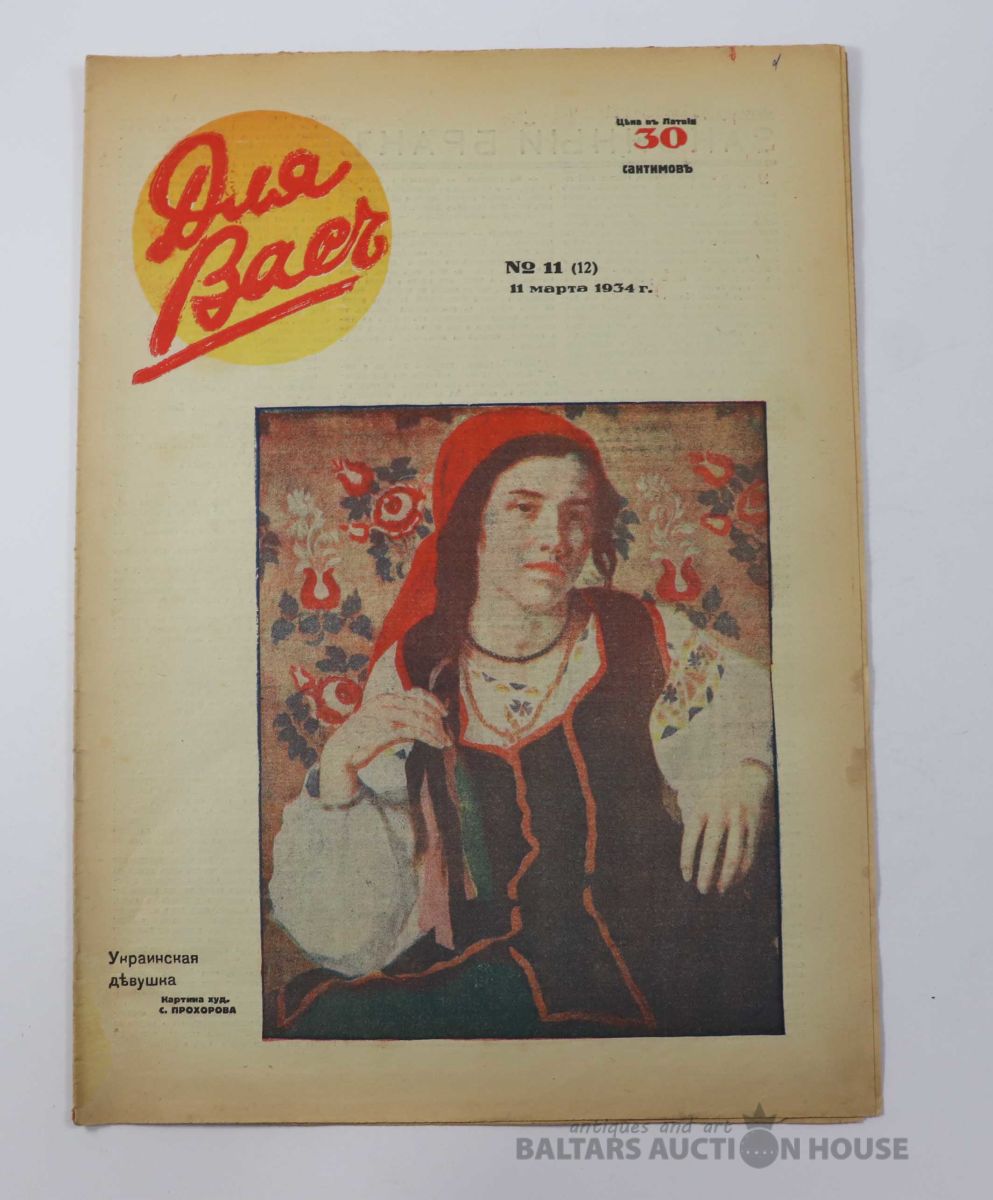 Для
Васъ
Цѣна въ Латвіи
30
сантимовъ
№ 11 (12)
11 марта 1934 г.
Украинская
дѣвушка
Картина худ.
С. ПРОХОРОВА
antiques and art
BALTARS AUCTION HOUSE